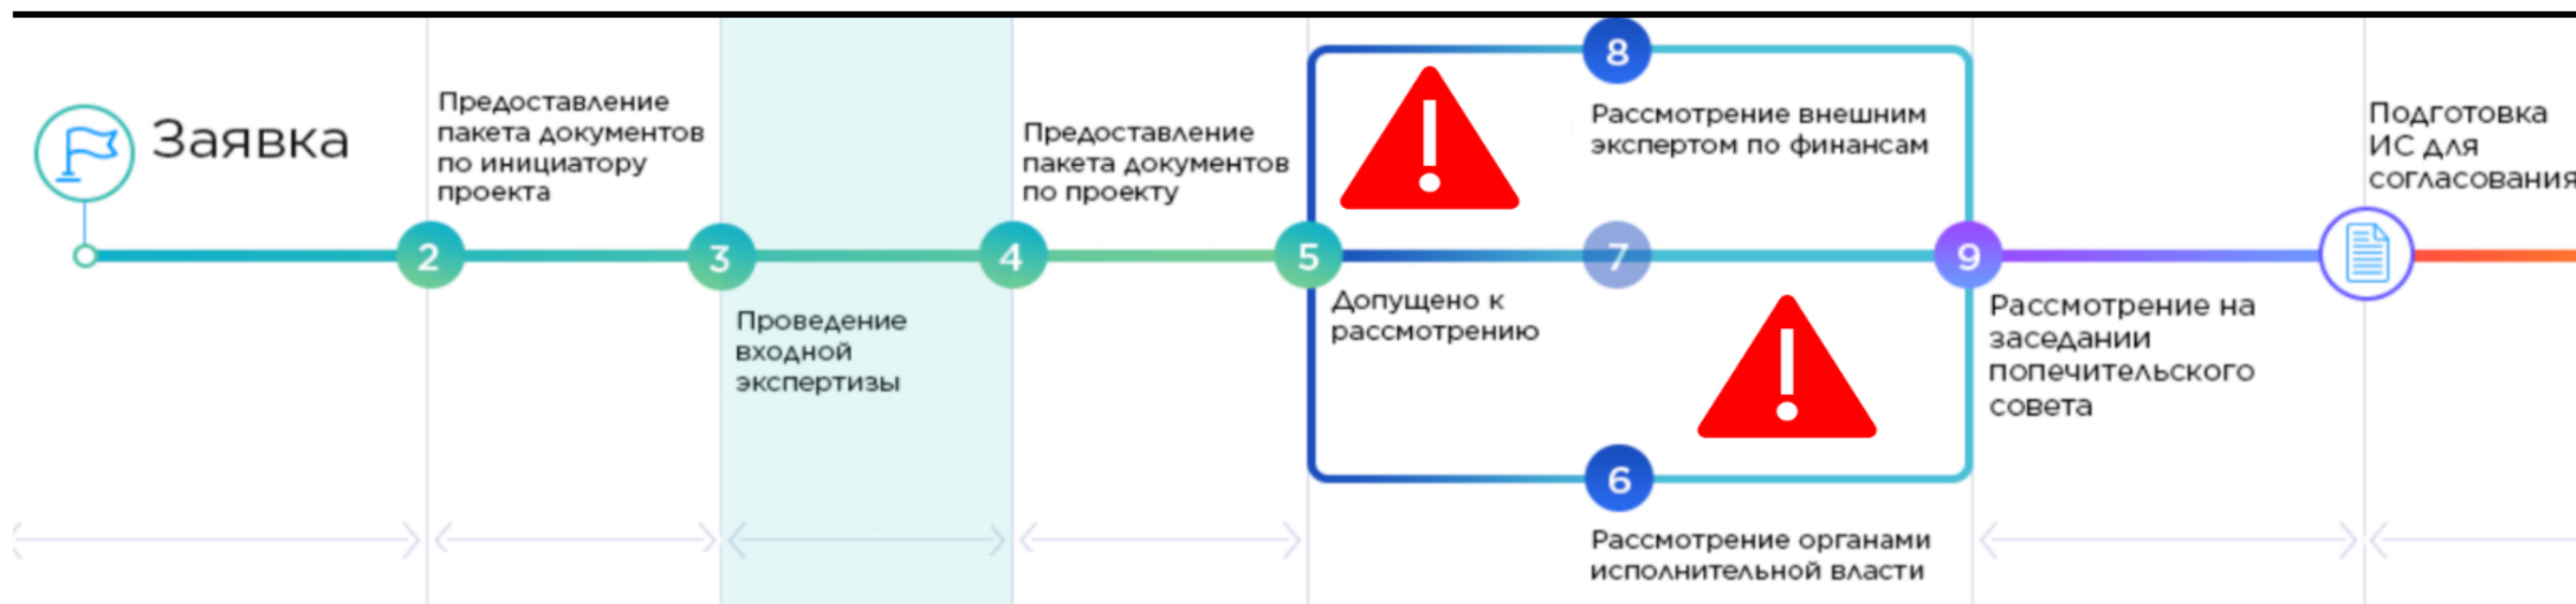 Заявка
Предоставление
пакета документов
по инициатору
проекта
2
3
Проведение
входной
экспертизы
4
Предоставление
пакета документов
по проекту
5
Допущено к
рассмотрению
8
Рассмотрение внешним
экспертом по финансам
7
6
Рассмотрение органами
исполнительной власти
9
Рассмотрение на
заседании
попечительского
совета
Подготовка
ИС для
согласования